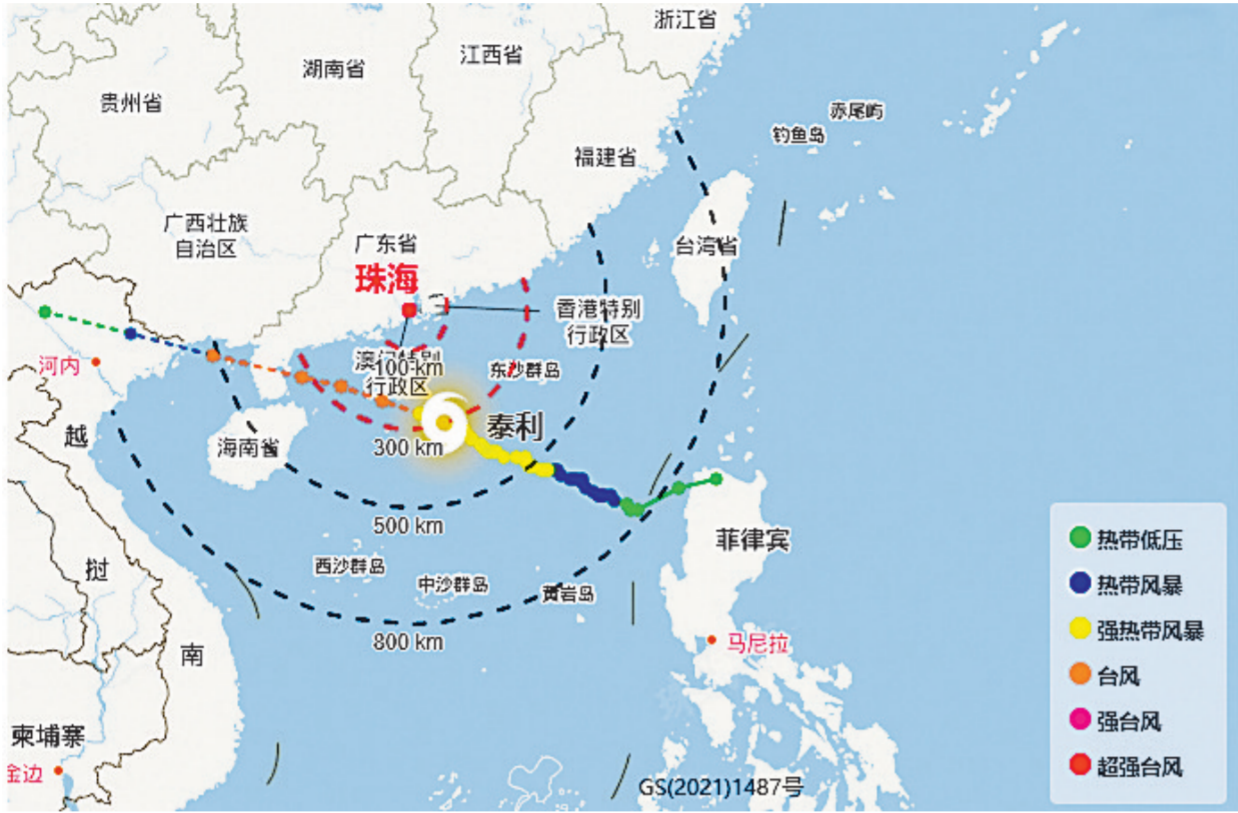 浙江省
江西省
湖南省
贵州省
赤尾屿
钓鱼岛
福建省
广西壮族
自治区
广东省
台湾省
珠海
香港特别
行政区
河内
澳门特别
100 km
行政区
东沙群岛
泰利
越
海南省
300 km
500 km
菲律宾
挝
西沙群岛
中沙群岛
黄岩岛
800 km
马尼拉
南
柬埔寨
金边
热带低压
热带风暴
强热带风暴
台风
强台风
超强台风
GS(2021)1487号